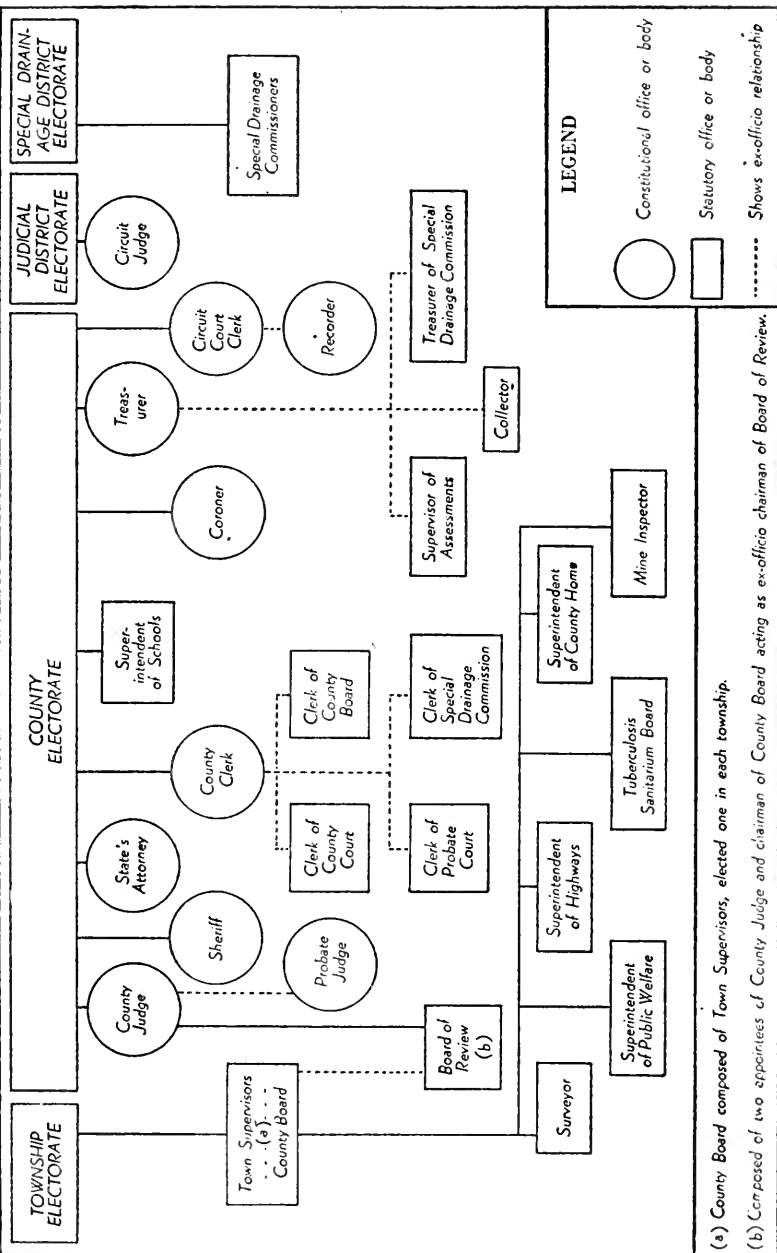 TOWNSHIP
ELECTORATE
COUNTY
ELECTORATE
JUDICIAL
DISTRICT
ELECTORATE
SPECIAL DRAIN-
AGE DISTRICT
ELECTORATE
County
Judge
Sheriff
State's
Attorney
County
Clerk
Super-
intendent
of Schools
Coroner
Treas-
urer
Circuit
Court
Clerk
Circuit
Judge
Special Drainage
Commissioners
Town Supervisors
---(a)---
County Board
Probate
Judge
Clerk of
County
Court
Clerk of
County
Board
Recorder
Board of
Review
(b)
Clerk of
Probate
Court
Clerk of
Special
Drainage
Commission
Supervisor of
Assessments
Collector
Treasurer of Special
Drainage Commission
Surveyor
Superintendent
of Public Welfare
Superintendent
of Highways
Tuberculosis
Sanitarium Board
Superintendent
of County Home
Mine Inspector
LEGEND
Constitutional office or body
Statutory office or body
Shows ex-officio relationship
(a) County Board composed of Town Supervisors, elected one in each township.
(b) Composed of two appointees of County Judge and chairman of County Board acting as ex-officio chairman of Board of Review.